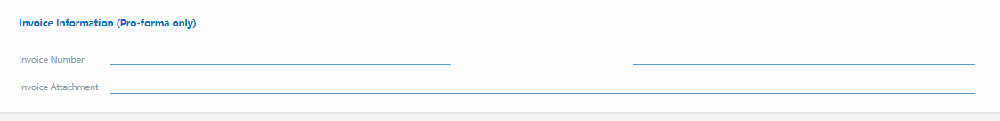 Invoice Information (Pro-forma only)
Invoice Number
Invoice Attachment